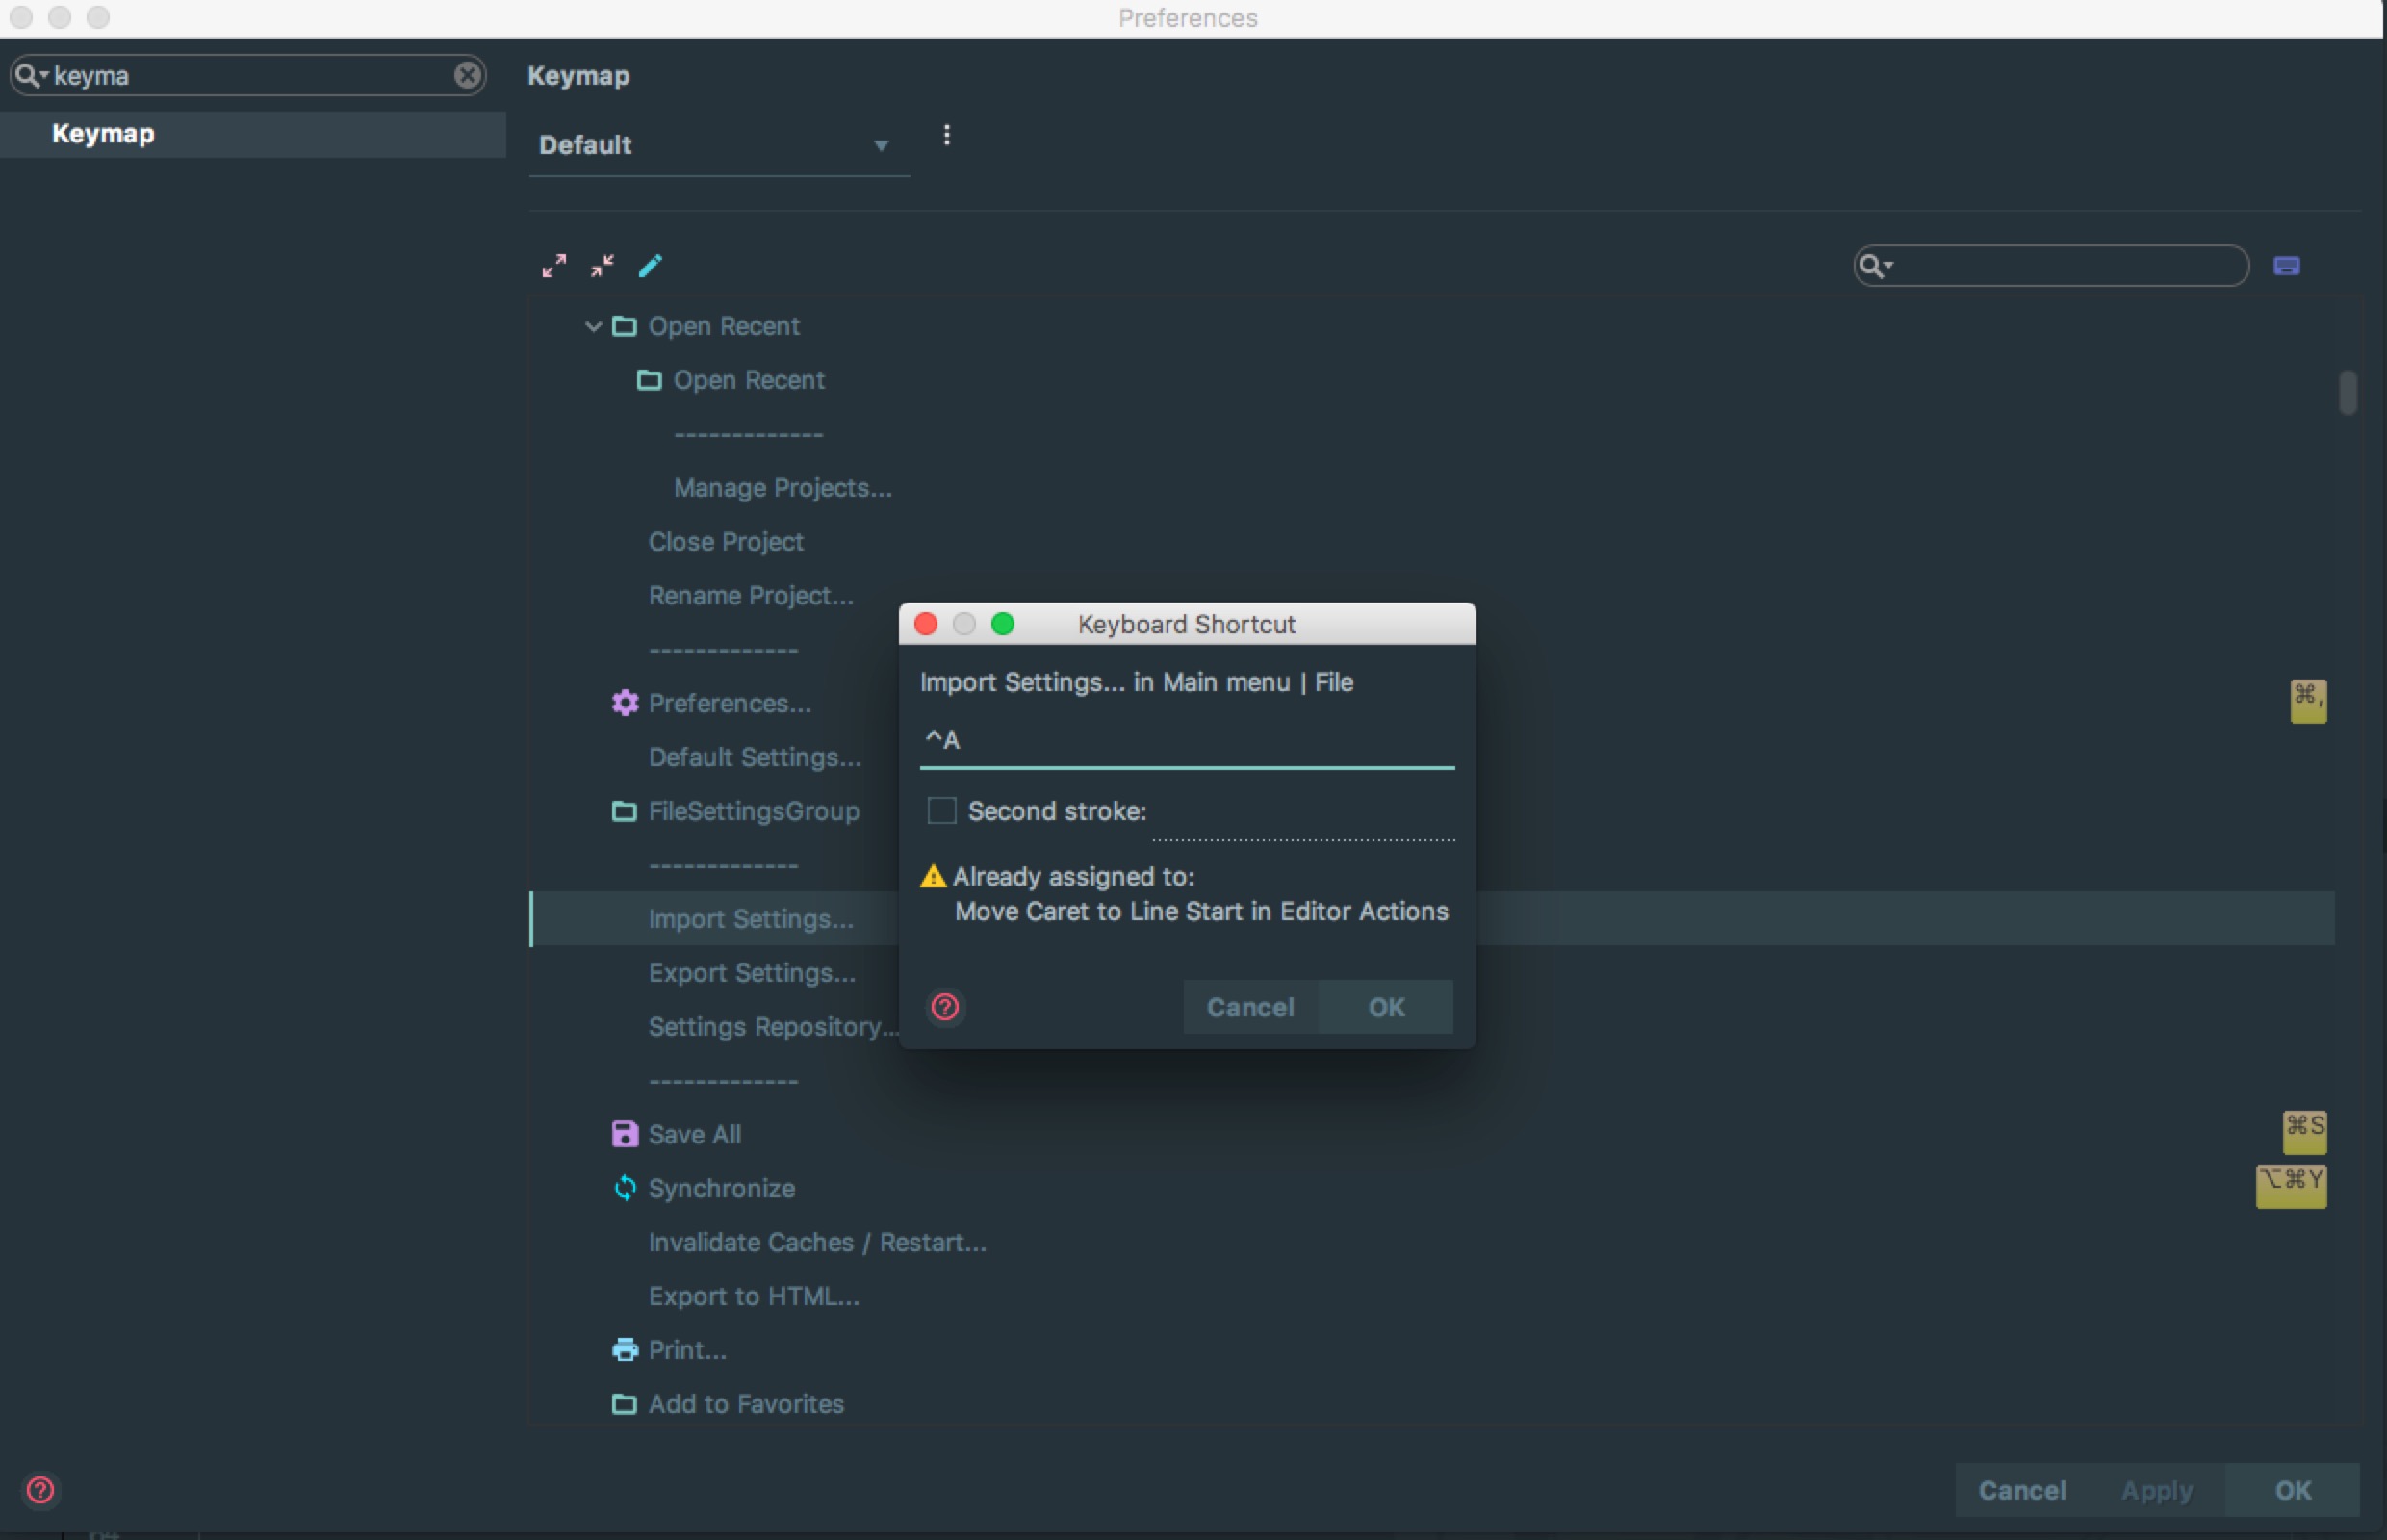 Preferences
keyma
Keymap
Keymap
Default
Open Recent
Open Recent
-------------
Manage Projects...
Close Project
Rename Project...
-------------
Preferences...
⌘,
Default Settings...
FileSettingsGroup
-------------
Import Settings...
Export Settings...
Settings Repository...
-------------
Save All
⌘S
Synchronize
⌥⌘Y
Invalidate Caches / Restart...
Export to HTML...
Print...
Add to Favorites
Keyboard Shortcut
Import Settings... in Main menu | File
^A
Second stroke:
Already assigned to:
Move Caret to Line Start in Editor Actions
?
Cancel
OK
?
Cancel
Apply
OK